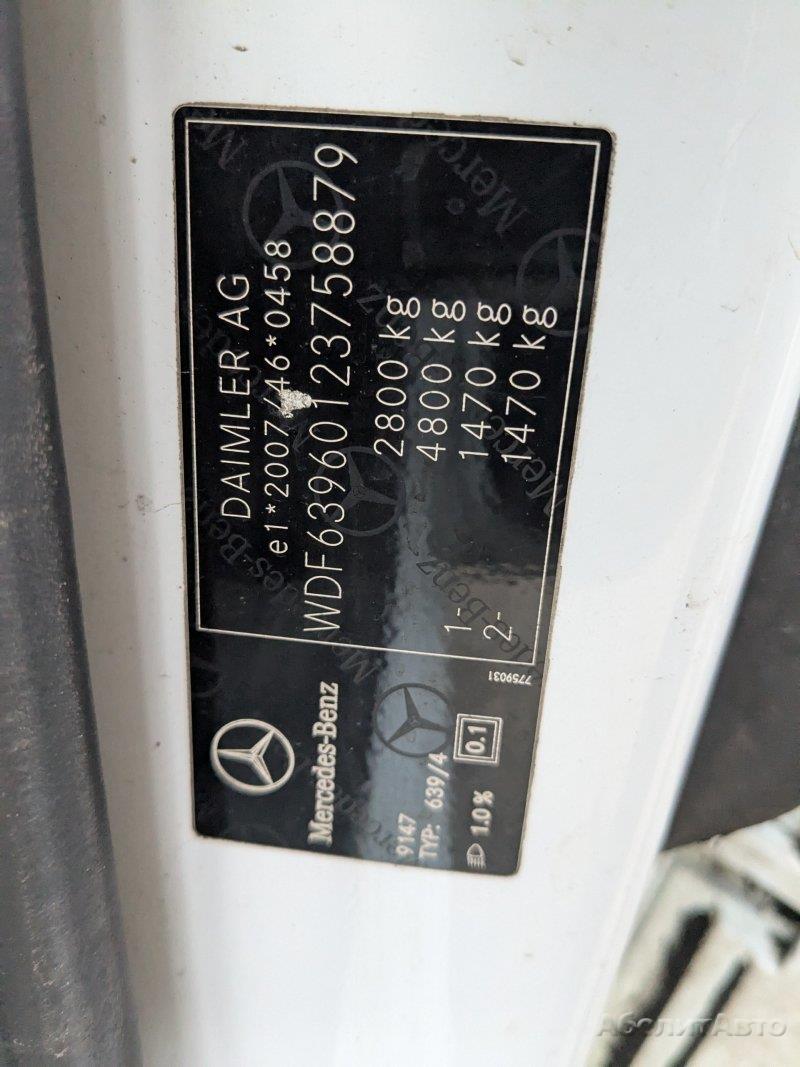 DAIMLER AG
e1*2007/46*0458
WDF63960123758879
2800 kg
4800 kg
1- 1470 kg
2- 1470 kg
Mercedes-Benz
9147
TYP: 639/4
1.0 %
0.1
7759031
АбсолютАвто